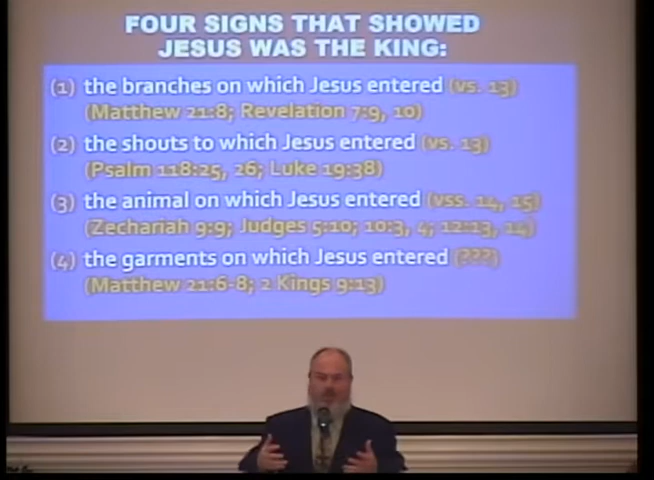 FOUR SIGNS THAT SHOWED
JESUS WAS THE KING:
(1) the branches on which Jesus entered (vs. 13)
(Matthew 21:8; Revelation 7:9, 10)
(2) the shouts to which Jesus entered (vs. 13)
(Psalm 118:25, 26; Luke 19:38)
(3) the animal on which Jesus entered (vss. 14, 15)
(Zechariah 9:9; Judges 5:10; 10:3, 4; 12:13, 14)
(4) the garments on which Jesus entered (???)
(Matthew 21:6-8; 2 Kings 9:13)